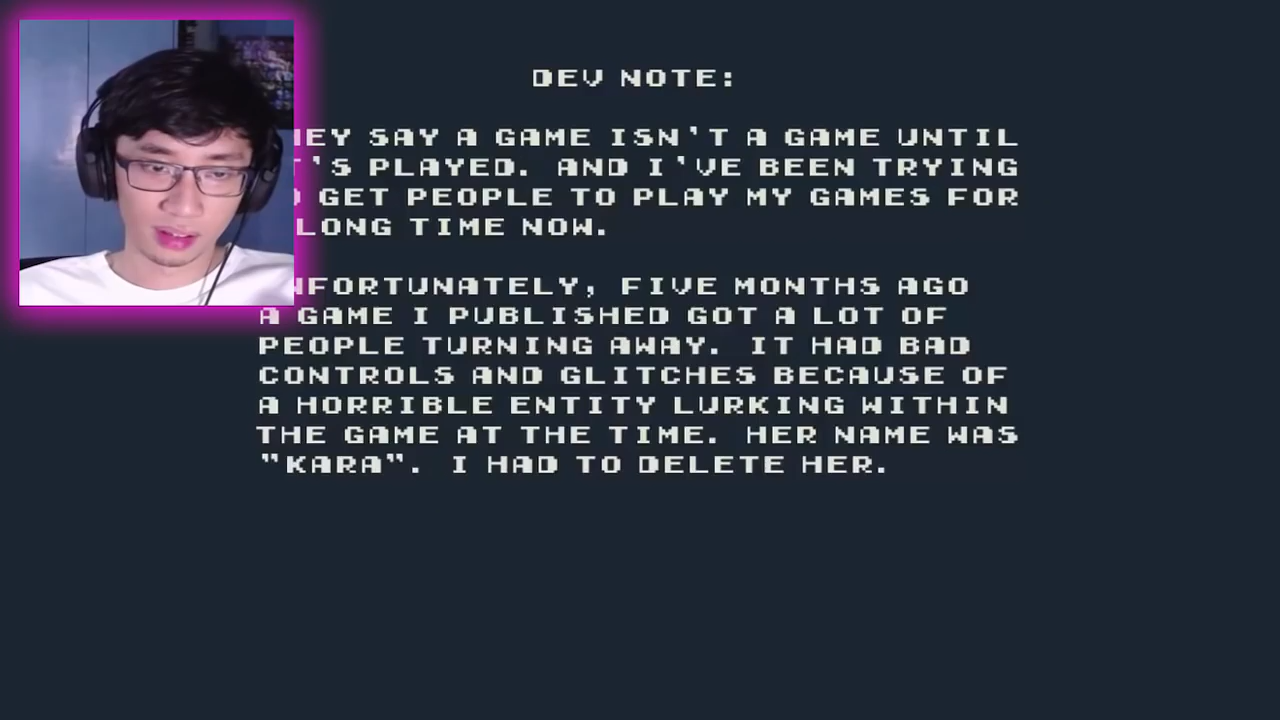 DEV NOTE:
HEY SAY A GAME ISN'T A GAME UNTIL
T'S PLAYED. AND I'VE BEEN TRYING
GET PEOPLE TO PLAY MY GAMES FOR
LONG TIME NOW.
NFORTUNATELY, FIVE MONTHS AGO
A GAME I PUBLISHED GOT A LOT OF
PEOPLE TURNING AWAY. IT HAD BAD
CONTROLS AND GLITCHES BECAUSE OF
A HORRIBLE ENTITY LURKING WITHIN
THE GAME AT THE TIME. HER NAME WAS
"KARA". I HAD TO DELETE HER.